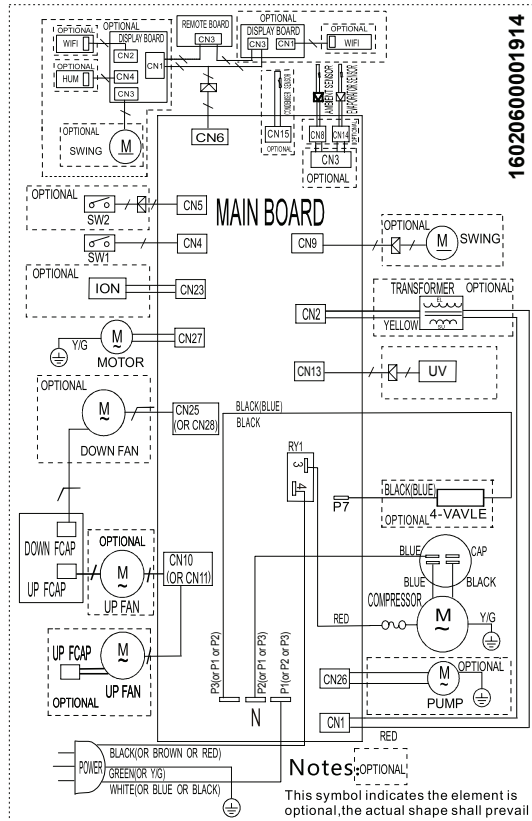 16020600001914
OPTIONAL
WIFI
OPTIONAL
DISPLAY BOARD
CN2
CN1
OPTIONAL
HUM
CN4
CN3
OPTIONAL
SWING
M
REMOTE BOARD
CN3
OPTIONAL
DISPLAY BOARD
CN3
CN1
OPTIONAL
WIFI
CN6
CONDENSER SENSOR
CN15
OPTIONAL
AMBIENT SENSOR
EVAPORATOR SENSOR
CN8
CN14
OPTIONAL
CN3
OPTIONAL
MAIN BOARD
OPTIONAL
SW2
CN5
SW1
CN4
OPTIONAL
ION
CN23
Y/G
M
~
MOTOR
CN27
OPTIONAL
M
~
DOWN FAN
CN25
(OR CN28)
DOWN FCAP
UP FCAP
OPTIONAL
M
~
UP FAN
CN10
(OR CN11)
UP FCAP
OPTIONAL
M
~
UP FAN
CN9
OPTIONAL
M
SWING
CN2
TRANSFORMER
OPTIONAL
YELLOW
CN13
UV
BLACK(BLUE)
BLACK
RY1
3
4
P7
BLACK(BLUE)
OPTIONAL
4-VAVLE
BLUE
CAP
BLUE
BLACK
COMPRESSOR
RED
M
~
Y/G
P3(or P1 or P2)
P2(or P1 or P3)
P1(or P2 or P3)
N
CN26
M
~
OPTIONAL
PUMP
CN1
RED
POWER
BLACK(OR BROWN OR RED)
GREEN(OR Y/G)
WHITE(OR BLUE OR BLACK)
Notes:
OPTIONAL
This symbol indicates the element is
optional,the actual shape shall prevail